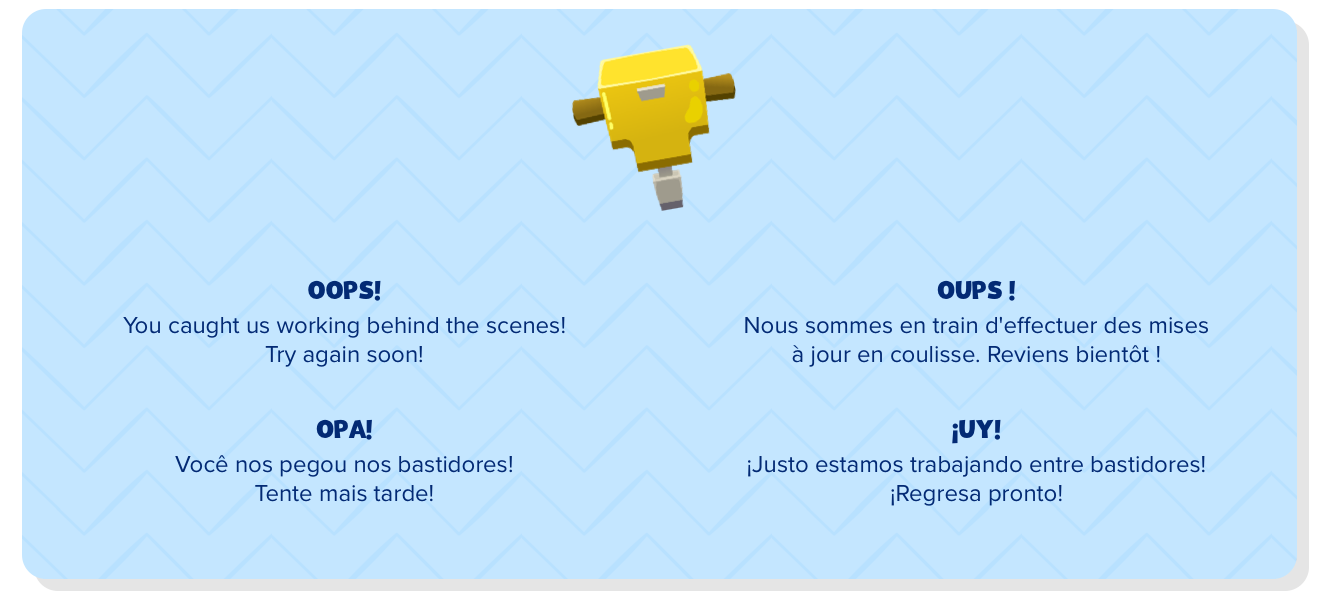 OOPS!
You caught us working behind the scenes!
Try again soon!
OUPS !
Nous sommes en train d'effectuer des mises
à jour en coulisse. Reviens bientôt !
OPA!
Você nos pegou nos bastidores!
Tente mais tarde!
¡UY!
¡Justo estamos trabajando entre bastidores!
¡Regresa pronto!